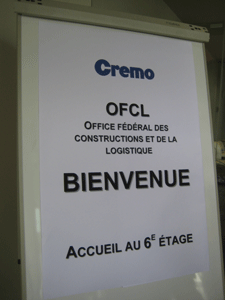 Cremo
OFCL
OFFICE FÉDÉRAL DES
CONSTRUCTIONS ET DE LA
LOGISTIQUE
BIENVENUE
ACCUEIL AU 6E ÉTAGE